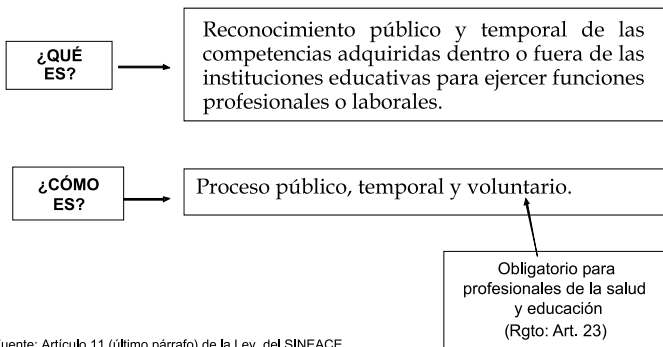 ¿QUÉ
ES?
Reconocimiento público y temporal de las
competencias adquiridas dentro o fuera de las
instituciones educativas para ejercer funciones
profesionales o laborales.
¿CÓMO
ES?
Proceso público, temporal y voluntario.
Obligatorio para
profesionales de la salud
y educación
(Rgto: Art. 23)
uente: Artículo 11 (último párrafo) de la Ley del SINEACE